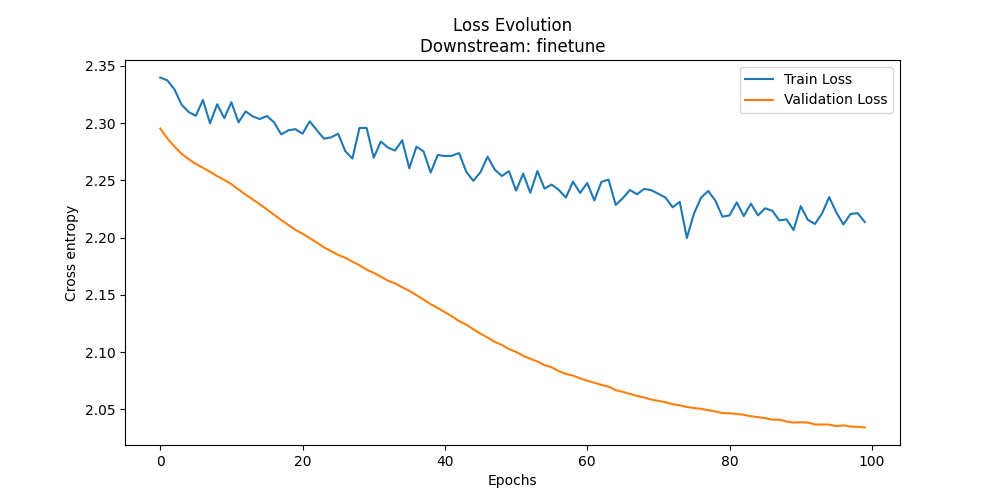 Loss Evolution
Downstream: finetune
Train Loss
Validation Loss
Cross entropy
2.35
2.30
2.25
2.20
2.15
2.10
2.05
0
20
40
60
80
100
Epochs